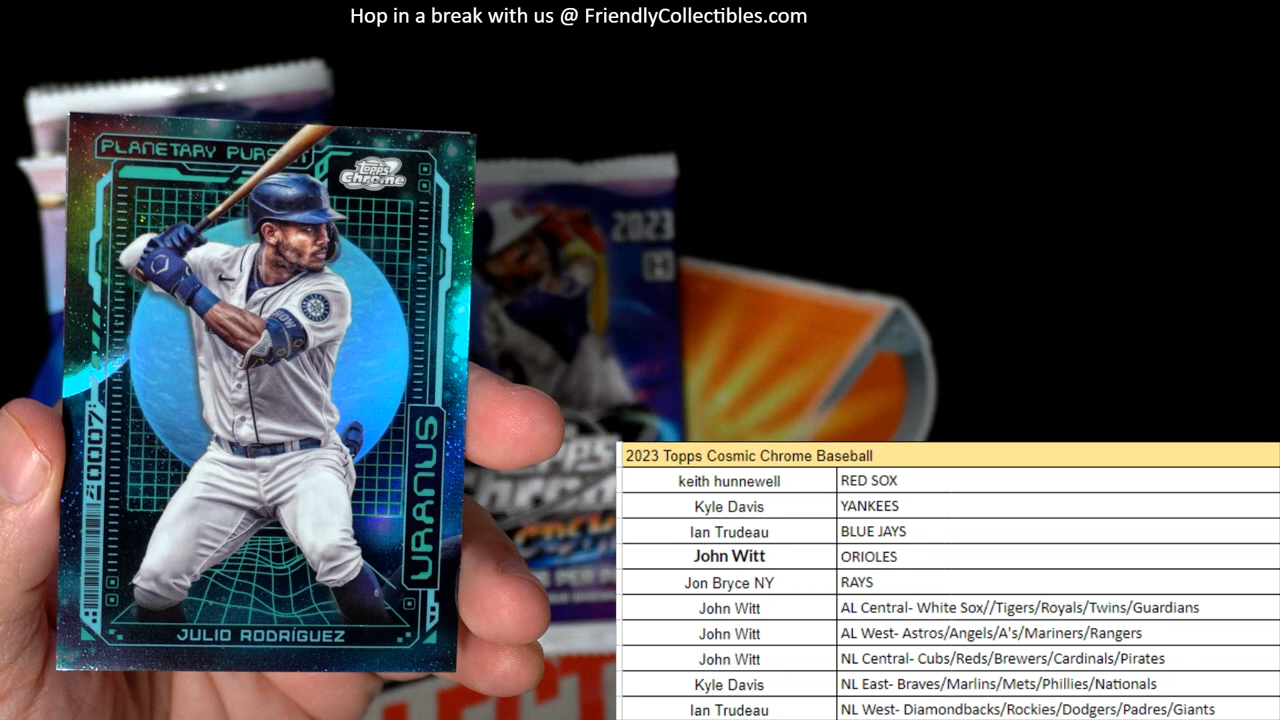 Hop in a break with us @ FriendlyCollectibles.com
PLANETARY PURSUIT
Topps
Chrome
2023
H
0007
URANUS
JULIO RODRÍGUEZ
2023 Topps Cosmic Chrome Baseball
keith hunnewell RED SOX
Kyle Davis YANKEES
Ian Trudeau BLUE JAYS
John Witt ORIOLES
Jon Bryce NY RAYS
John Witt AL Central- White Sox//Tigers/Royals/Twins/Guardians
John Witt AL West- Astros/Angels/A's/Mariners/Rangers
John Witt NL Central- Cubs/Reds/Brewers/Cardinals/Pirates
Kyle Davis NL East- Braves/Marlins/Mets/Phillies/Nationals
Ian Trudeau NL West- Diamondbacks/Rockies/Dodgers/Padres/Giants